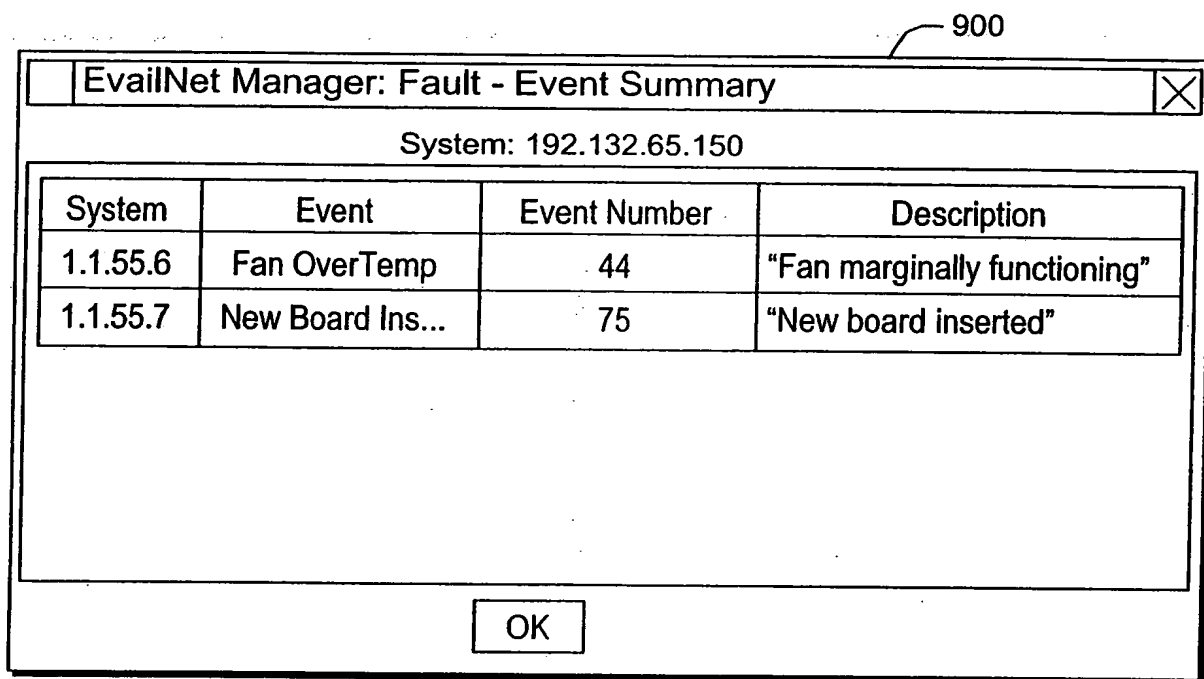 900
EvailNet Manager: Fault - Event Summary
System: 192.132.65.150
System Event Event Number Description
1.1.55.6 Fan OverTemp 44 “Fan marginally functioning”
1.1.55.7 New Board Ins... 75 “New board inserted”
OK